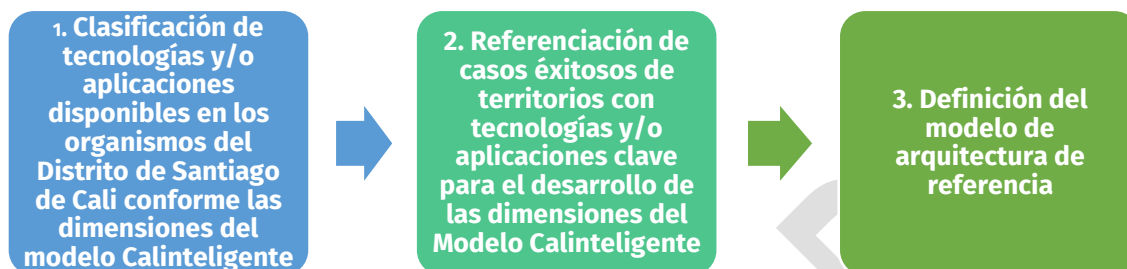 1. Clasificación de
tecnologías y/o
aplicaciones
disponibles en los
organismos del
Distrito de Santiago
de Cali conforme las
dimensiones del
modelo Calinteligente
2. Referenciación de
casos éxitosos de
territorios con
tecnologías y/o
aplicaciones clave
para el desarrollo de
las dimensiones del
Modelo Calinteligente
3. Definición del
modelo de
arquitectura de
referencia